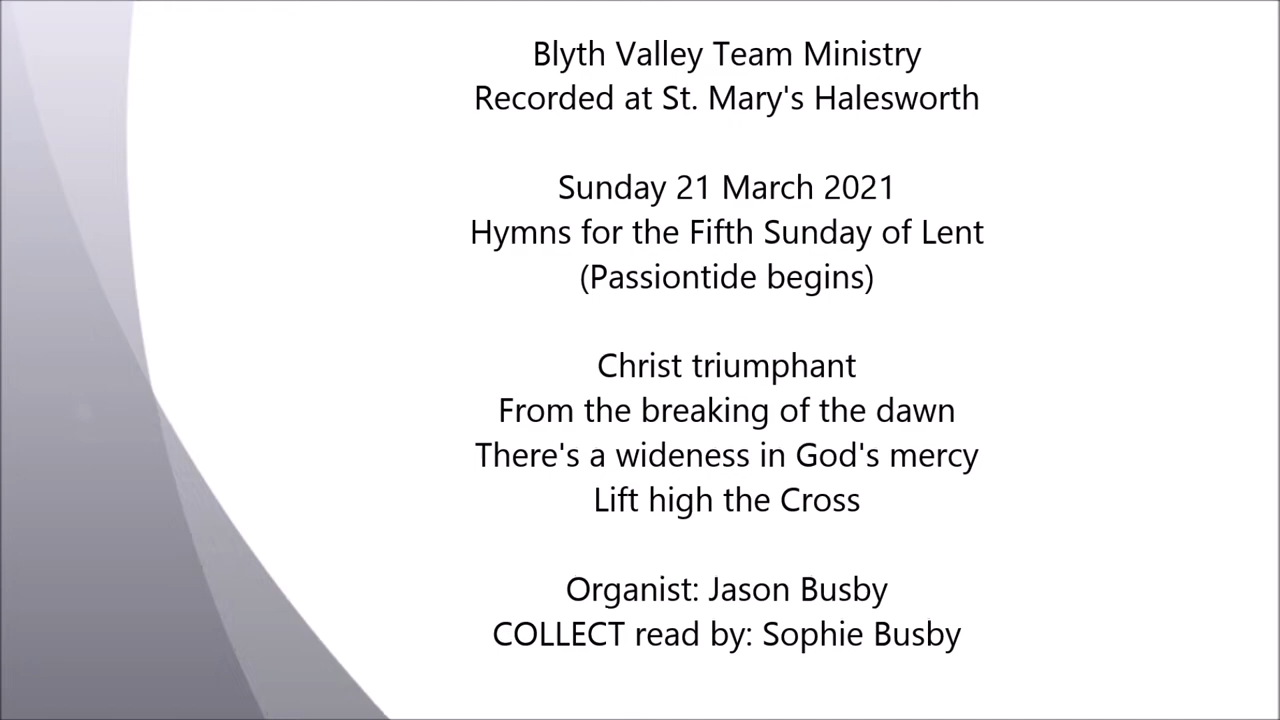 Blyth Valley Team Ministry
Recorded at St. Mary's Halesworth
Sunday 21 March 2021
Hymns for the Fifth Sunday of Lent
(Passiontide begins)
Christ triumphant
From the breaking of the dawn
There's a wideness in God's mercy
Lift high the Cross
Organist: Jason Busby
COLLECT read by: Sophie Busby